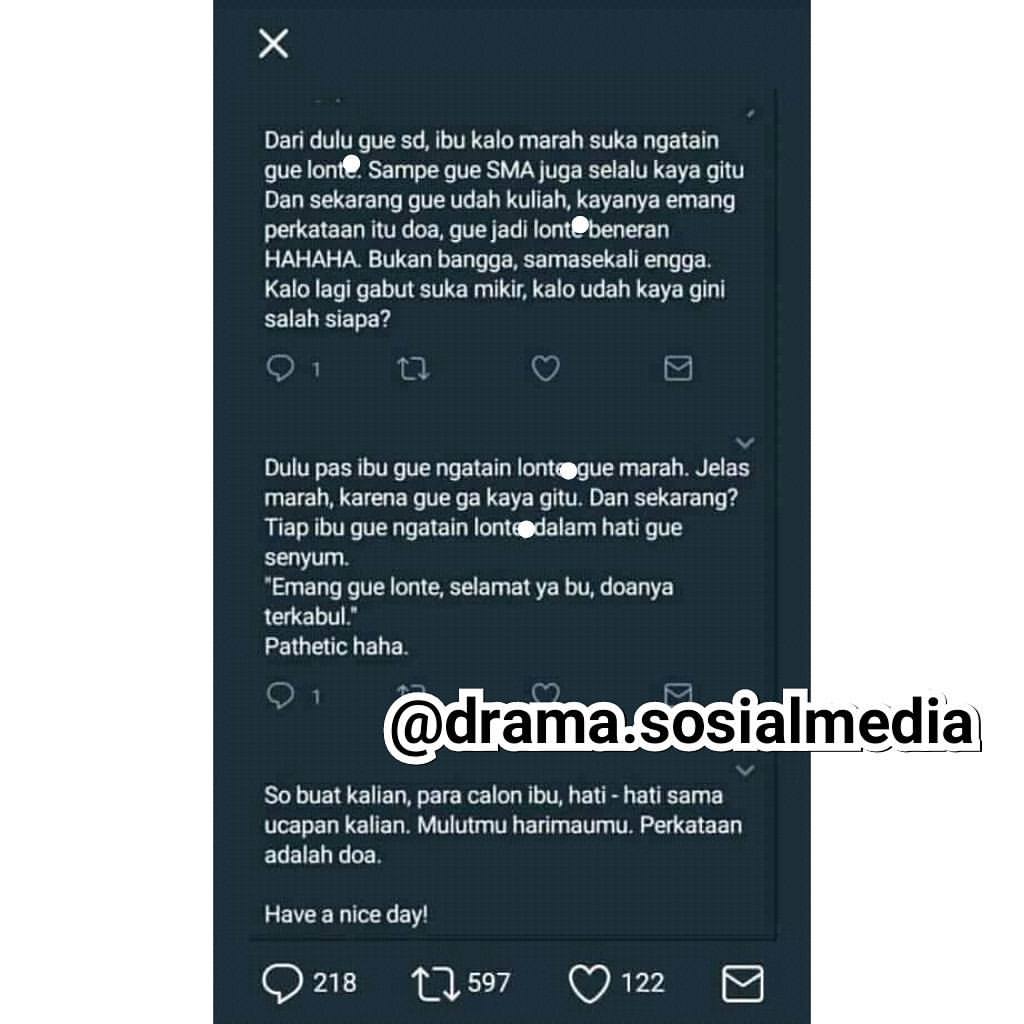 Dari dulu gue sd, ibu kalo marah suka ngatain
gue lonte. Sampe gue SMA juga selalu kaya gitu
Dan sekarang gue udah kuliah, kayanya emang
perkataan itu doa, gue jadi lonte beneran
HAHAHA. Bukan bangga, samasekali engga.
Kalo lagi gabut suka mikir, kalo udah kaya gini
salah siapa?
1
Dulu pas ibu gue ngatain lonte gue marah. Jelas
marah, karena gue ga kaya gitu. Dan sekarang?
Tiap ibu gue ngatain lonte dalam hati gue
senyum.
"Emang gue lonte, selamat ya bu, doanya
terkabul."
Pathetic haha.
1
@drama.sosialmedia
So buat kalian, para calon ibu, hati - hati sama
ucapan kalian. Mulutmu harimaumu. Perkataan
adalah doa.
Have a nice day!
218 597 122